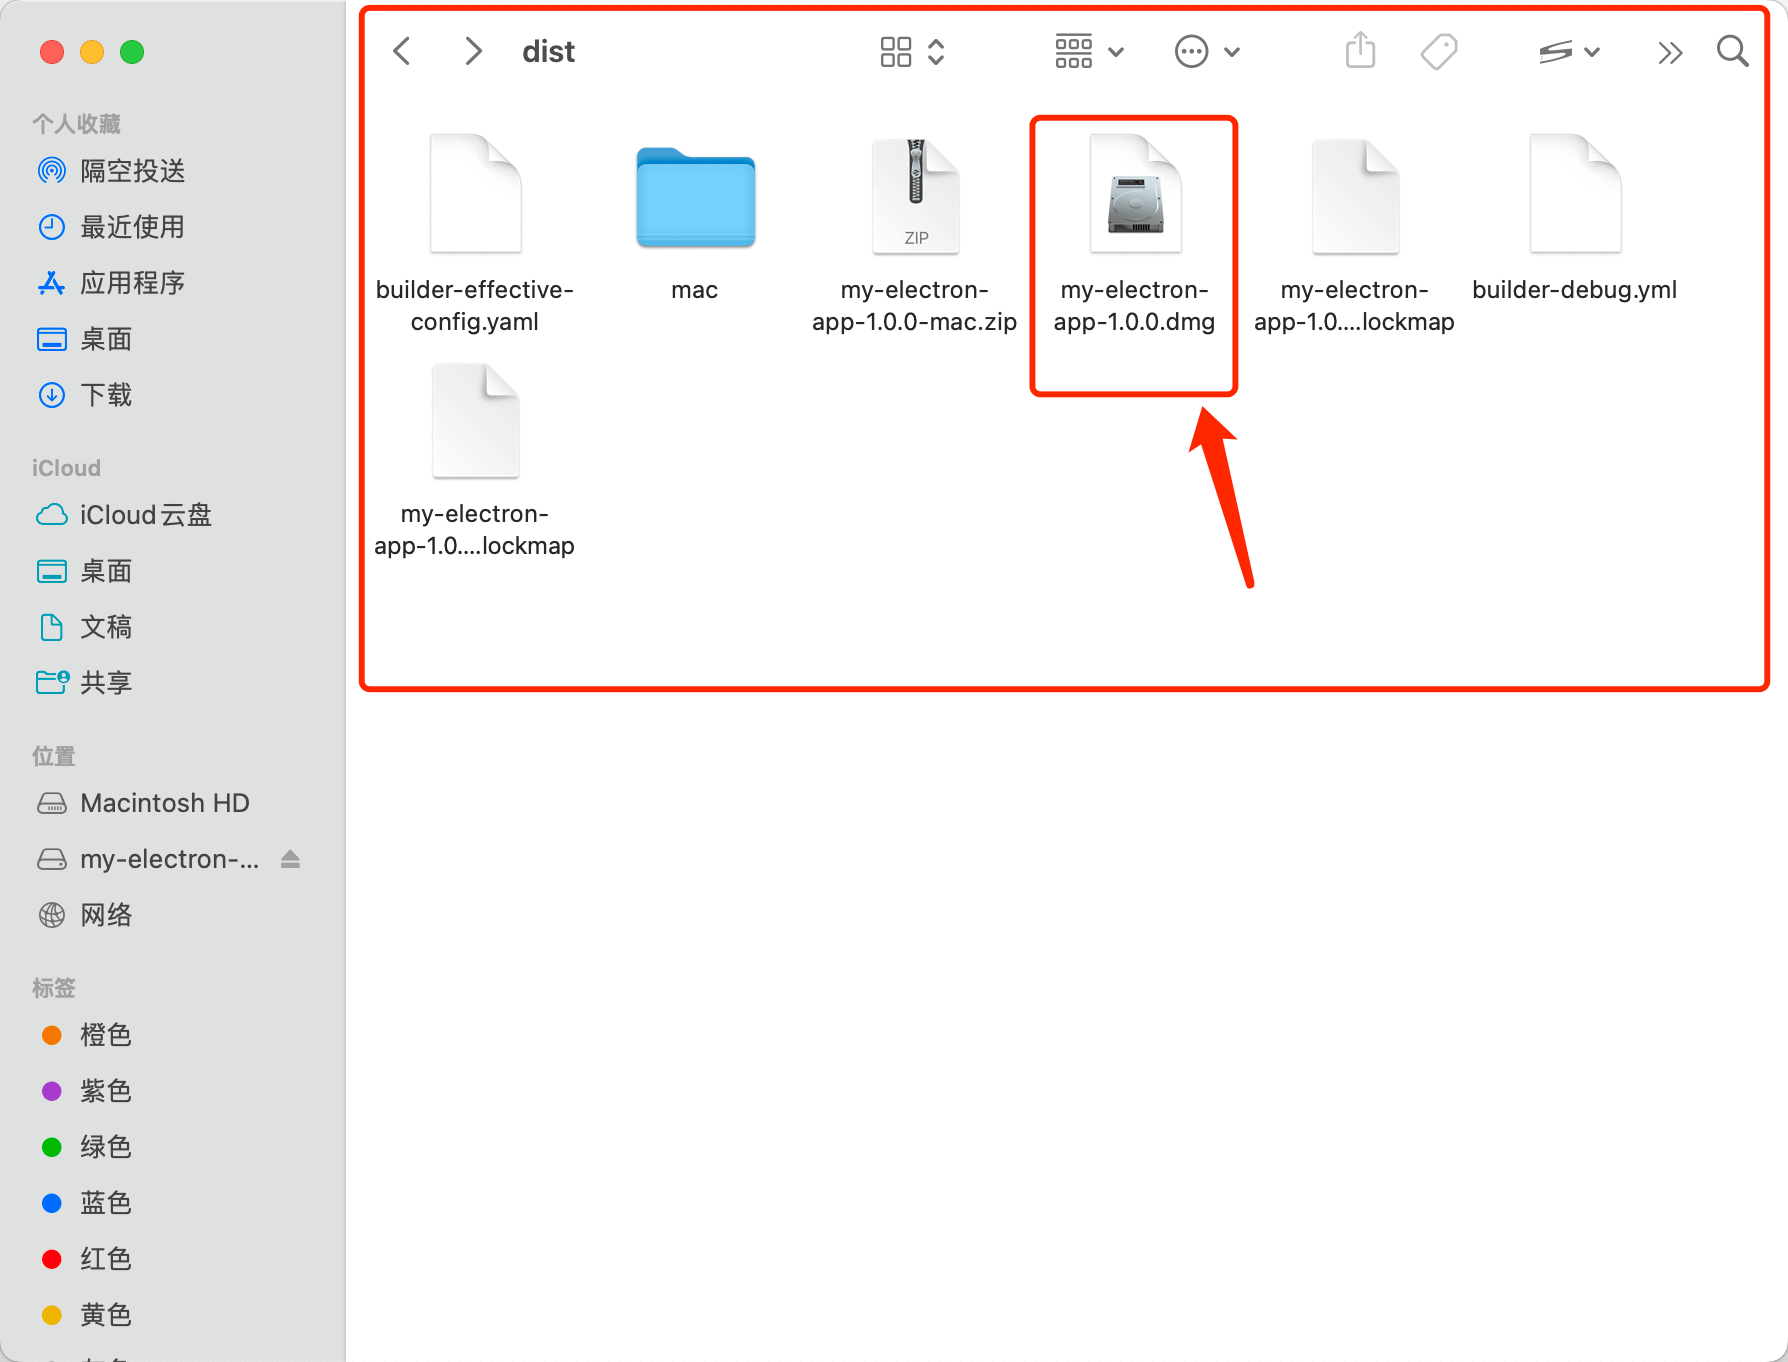 个人收藏
隔空投送
最近使用
应用程序
桌面
下载
iCloud
iCloud云盘
桌面
文稿
共享
位置
Macintosh HD
my-electron-...
网络
标签
橙色
紫色
绿色
蓝色
红色
黄色
dist
builder-effective-
config.yaml
mac
ZIP
my-electron-
app-1.0.0-mac.zip
my-electron-
app-1.0.0.dmg
my-electron-
app-1.0....lockmap
builder-debug.yml
my-electron-
app-1.0....lockmap